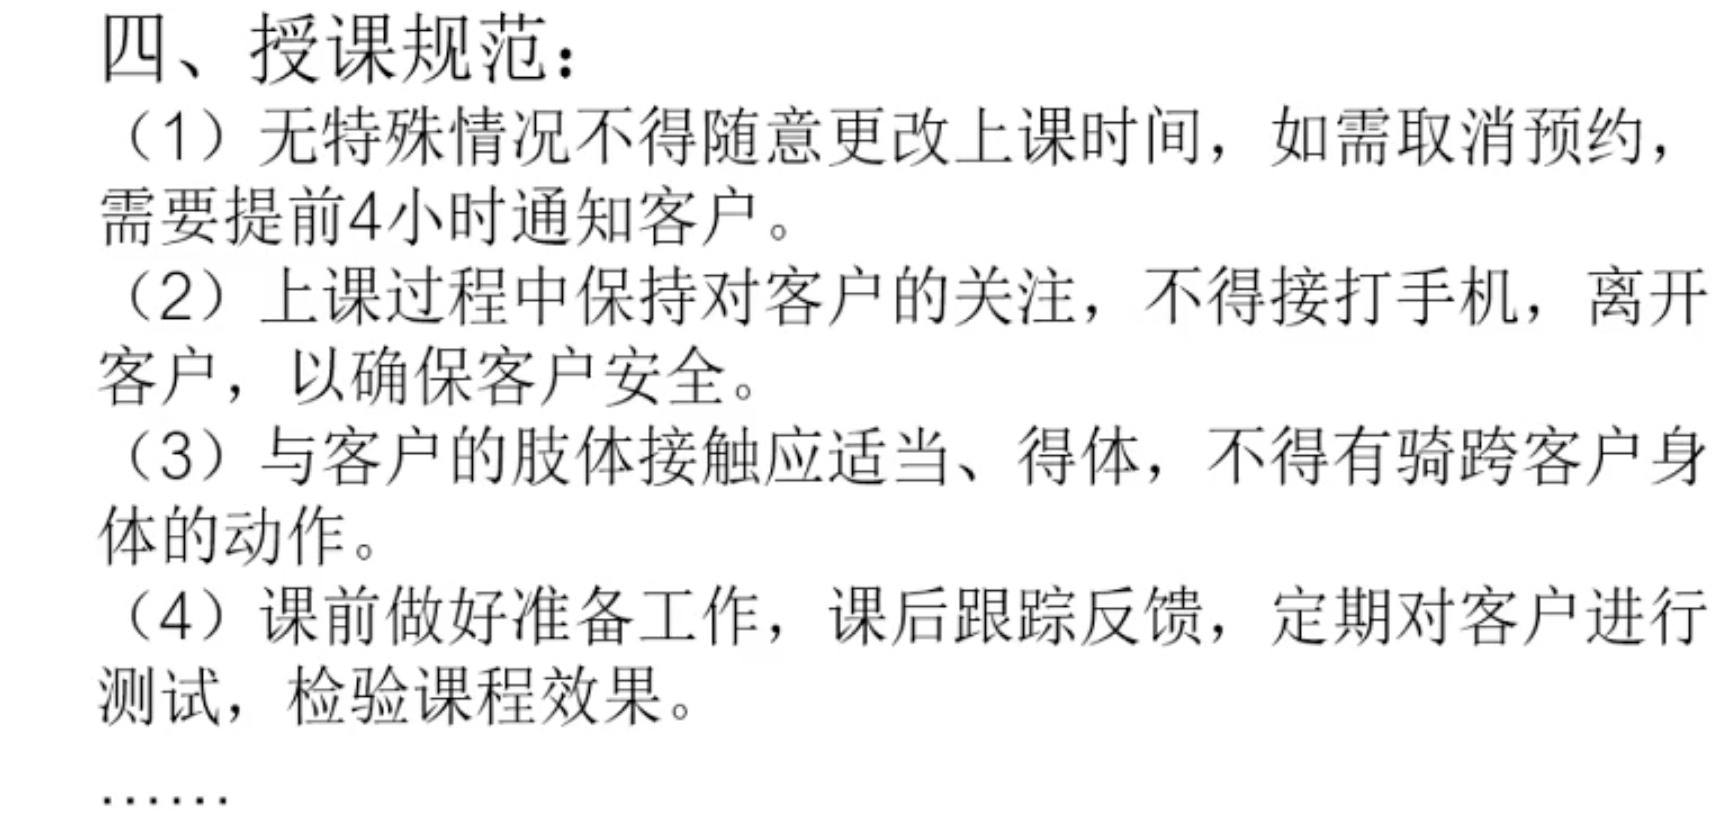 四、授课规范：
（1）无特殊情况不得随意更改上课时间，如需取消预约，
需要提前4小时通知客户。
（2）上课过程中保持对客户的关注，不得接打手机，离开
客户，以确保客户安全。
（3）与客户的肢体接触应适当、得体，不得有骑跨客户身
体的动作。
（4）课前做好准备工作，课后跟踪反馈，定期对客户进行
测试，检验课程效果。
……